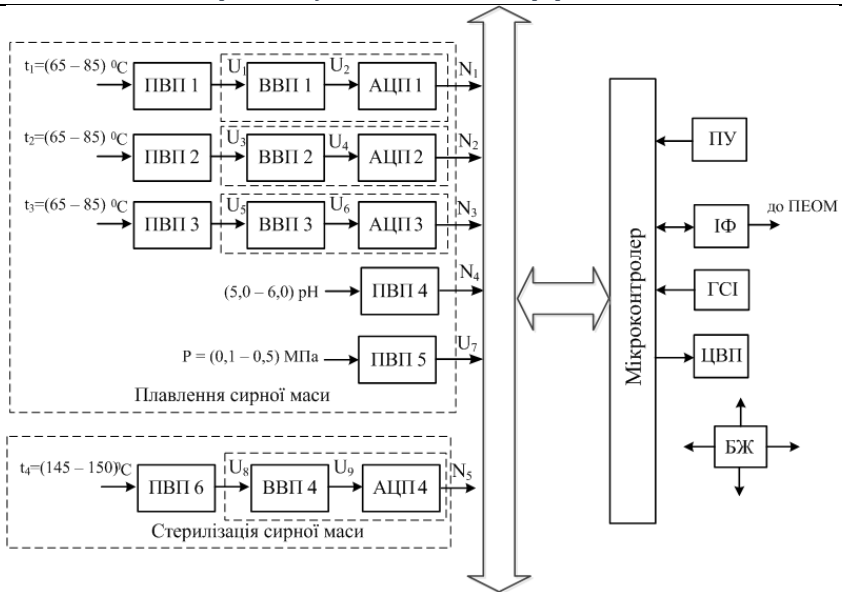 t₁=(65 – 85) ⁰C
ПВП 1
U₁
ВВП 1
U₂
АЦП 1
N₁
t₂=(65 – 85) ⁰C
ПВП 2
U₃
ВВП 2
U₄
АЦП 2
N₂
t₃=(65 – 85) ⁰C
ПВП 3
U₅
ВВП 3
U₆
АЦП 3
N₃
(5,0 – 6,0) pH
ПВП 4
N₄
P = (0,1 – 0,5) МПа
ПВП 5
U₇
Плавлення сирної маси
t₄=(145 – 150)⁰C
ПВП 6
U₈
ВВП 4
U₉
АЦП 4
N₅
Стерилізація сирної маси
Мікроконтролер
ПУ
ІФ
до ПЕОМ
ГСІ
ЦВП
БЖ